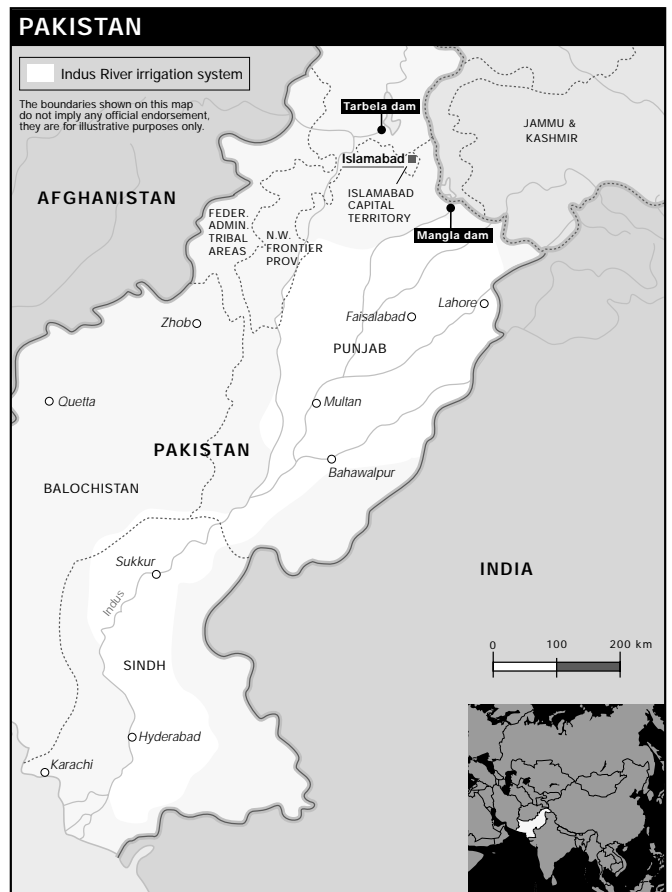 PAKISTAN
Indus River irrigation system
The boundaries shown on this map
do not imply any official endorsement,
they are for illustrative purposes only.
Tarbela dam
JAMMU &
KASHMIR
Islamabad
ISLAMABAD
CAPITAL
TERRITORY
AFGHANISTAN
FEDER.
ADMIN.
TRIBAL
AREAS
N.W.
FRONTIER
PROV.
Mangla dam
Lahore
Zhob
Faisalabad
PUNJAB
Quetta
Multan
PAKISTAN
Bahawalpur
BALOCHISTAN
Sukkur
INDIA
Indus
0 100 200 km
SINDH
Hyderabad
Karachi